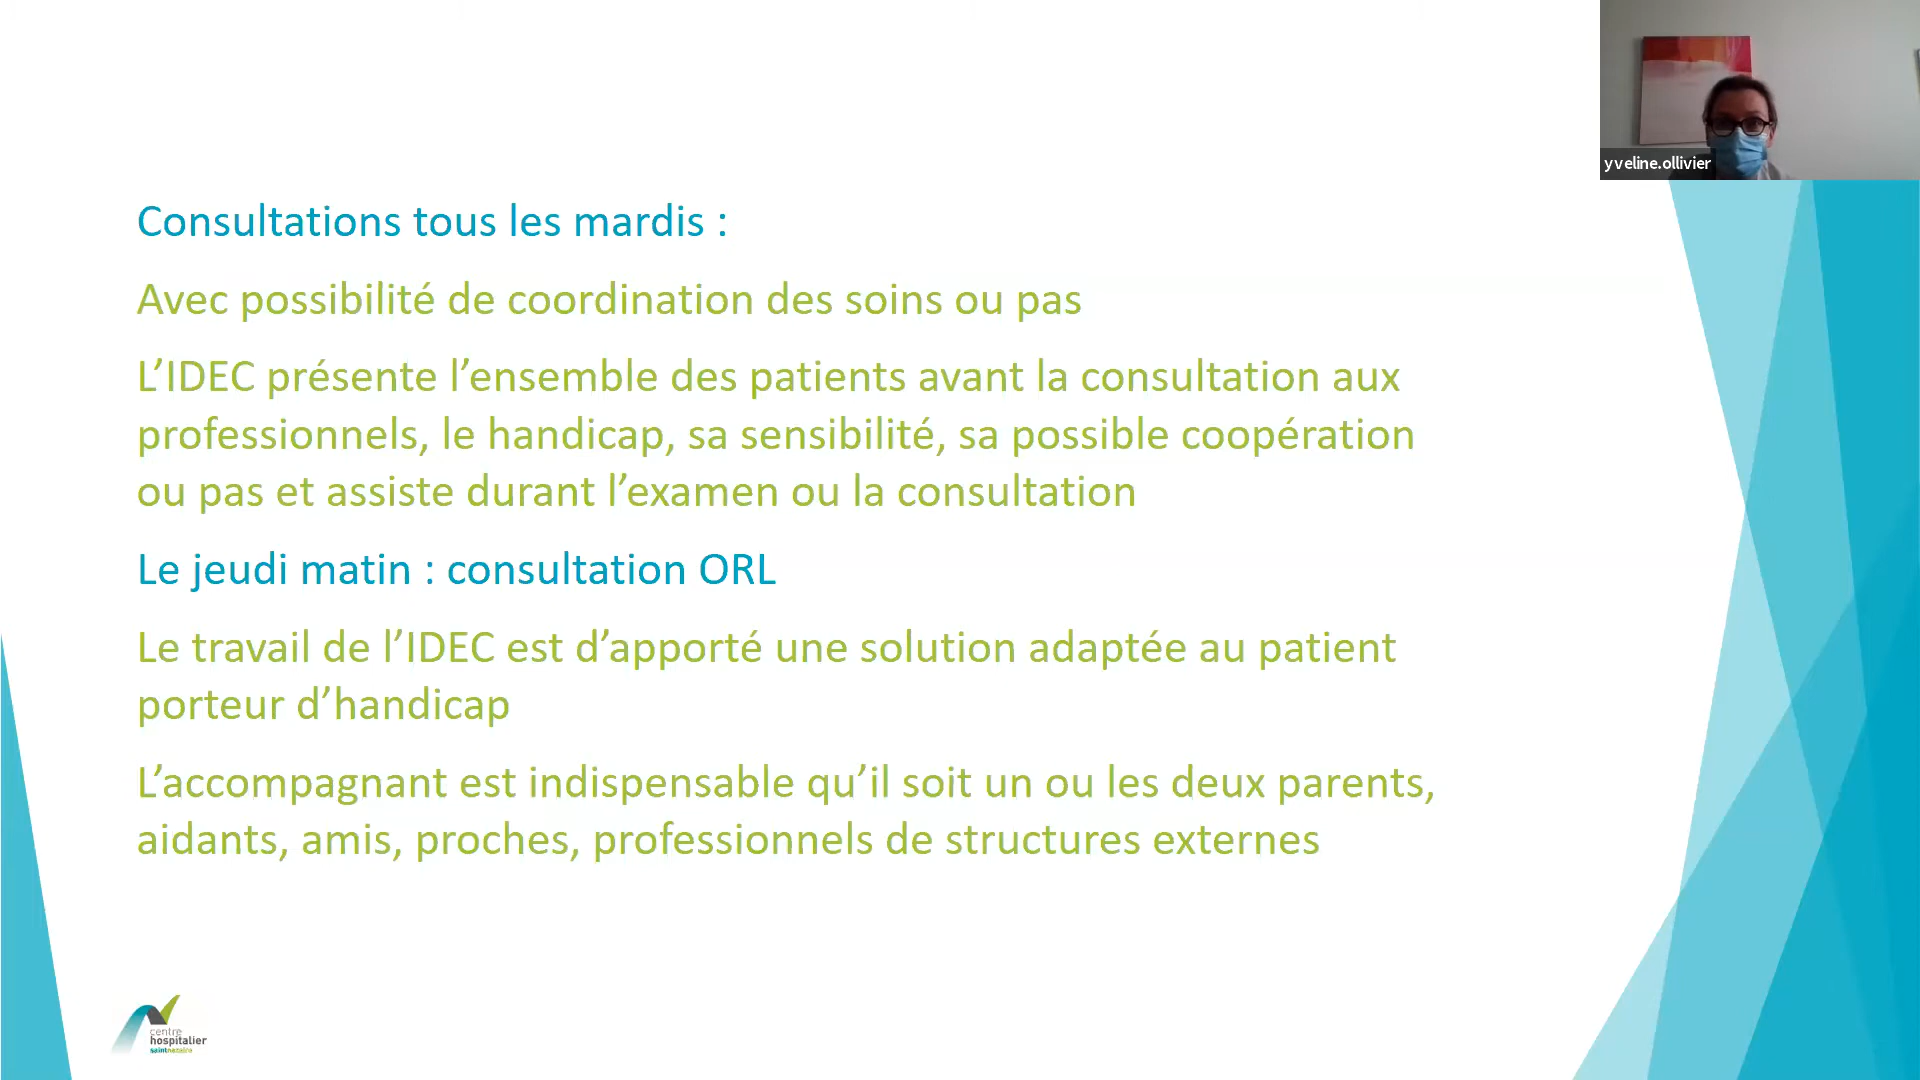 yveline.ollivier
Consultations tous les mardis :
Avec possibilité de coordination des soins ou pas
L’IDEC présente l’ensemble des patients avant la consultation aux
professionnels, le handicap, sa sensibilité, sa possible coopération
ou pas et assiste durant l’examen ou la consultation
Le jeudi matin : consultation ORL
Le travail de l’IDEC est d’apporté une solution adaptée au patient
porteur d’handicap
L’accompagnant est indispensable qu’il soit un ou les deux parents,
aidants, amis, proches, professionnels de structures externes
centre
hospitalier
saintnazaire